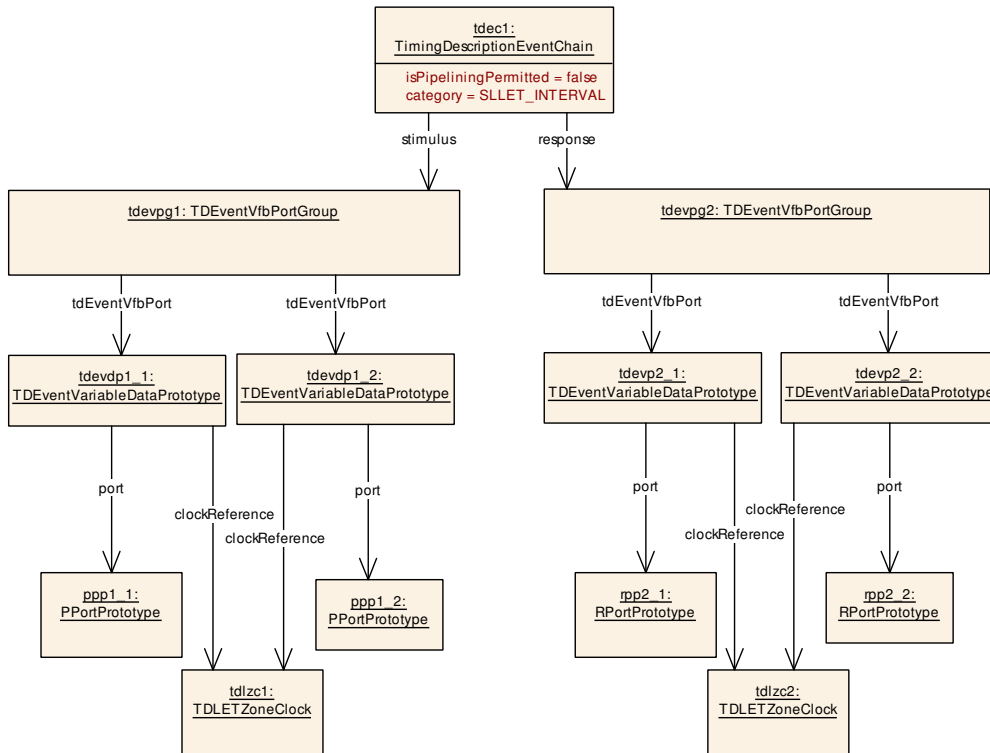 tdec1:
TimingDescriptionEventChain
isPipeliningPermitted = false
category = SLLET_INTERVAL
stimulus
response
tdevpg1: TDEventVfbPortGroup
tdevpg2: TDEventVfbPortGroup
tdEventVfbPort
tdEventVfbPort
tdEventVfbPort
tdEventVfbPort
tdevdp1_1:
TDEventVariableDataPrototype
tdevdp1_2:
TDEventVariableDataPrototype
tdevp2_1:
TDEventVariableDataPrototype
tdevp2_2:
TDEventVariableDataPrototype
port
clockReference
clockReference
port
port
clockReference
clockReference
port
ppp1_1:
PPortPrototype
ppp1_2:
PPortPrototype
rpp2_1:
RPortPrototype
rpp2_2:
RPortPrototype
tdlzc1:
TDLETZoneClock
tdlzc2:
TDLETZoneClock